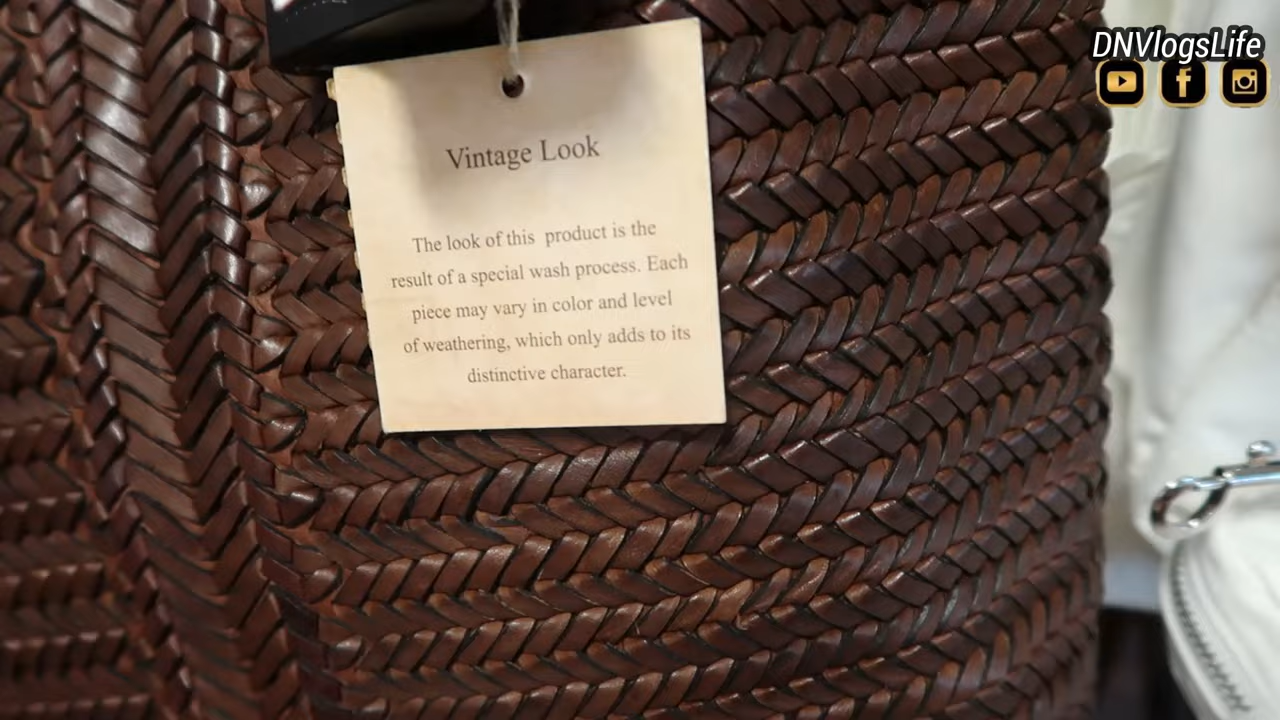 DNVlogsLife
Vintage Look
The look of this product is the
result of a special wash process. Each
piece may vary in color and level
of weathering, which only adds to its
distinctive character.